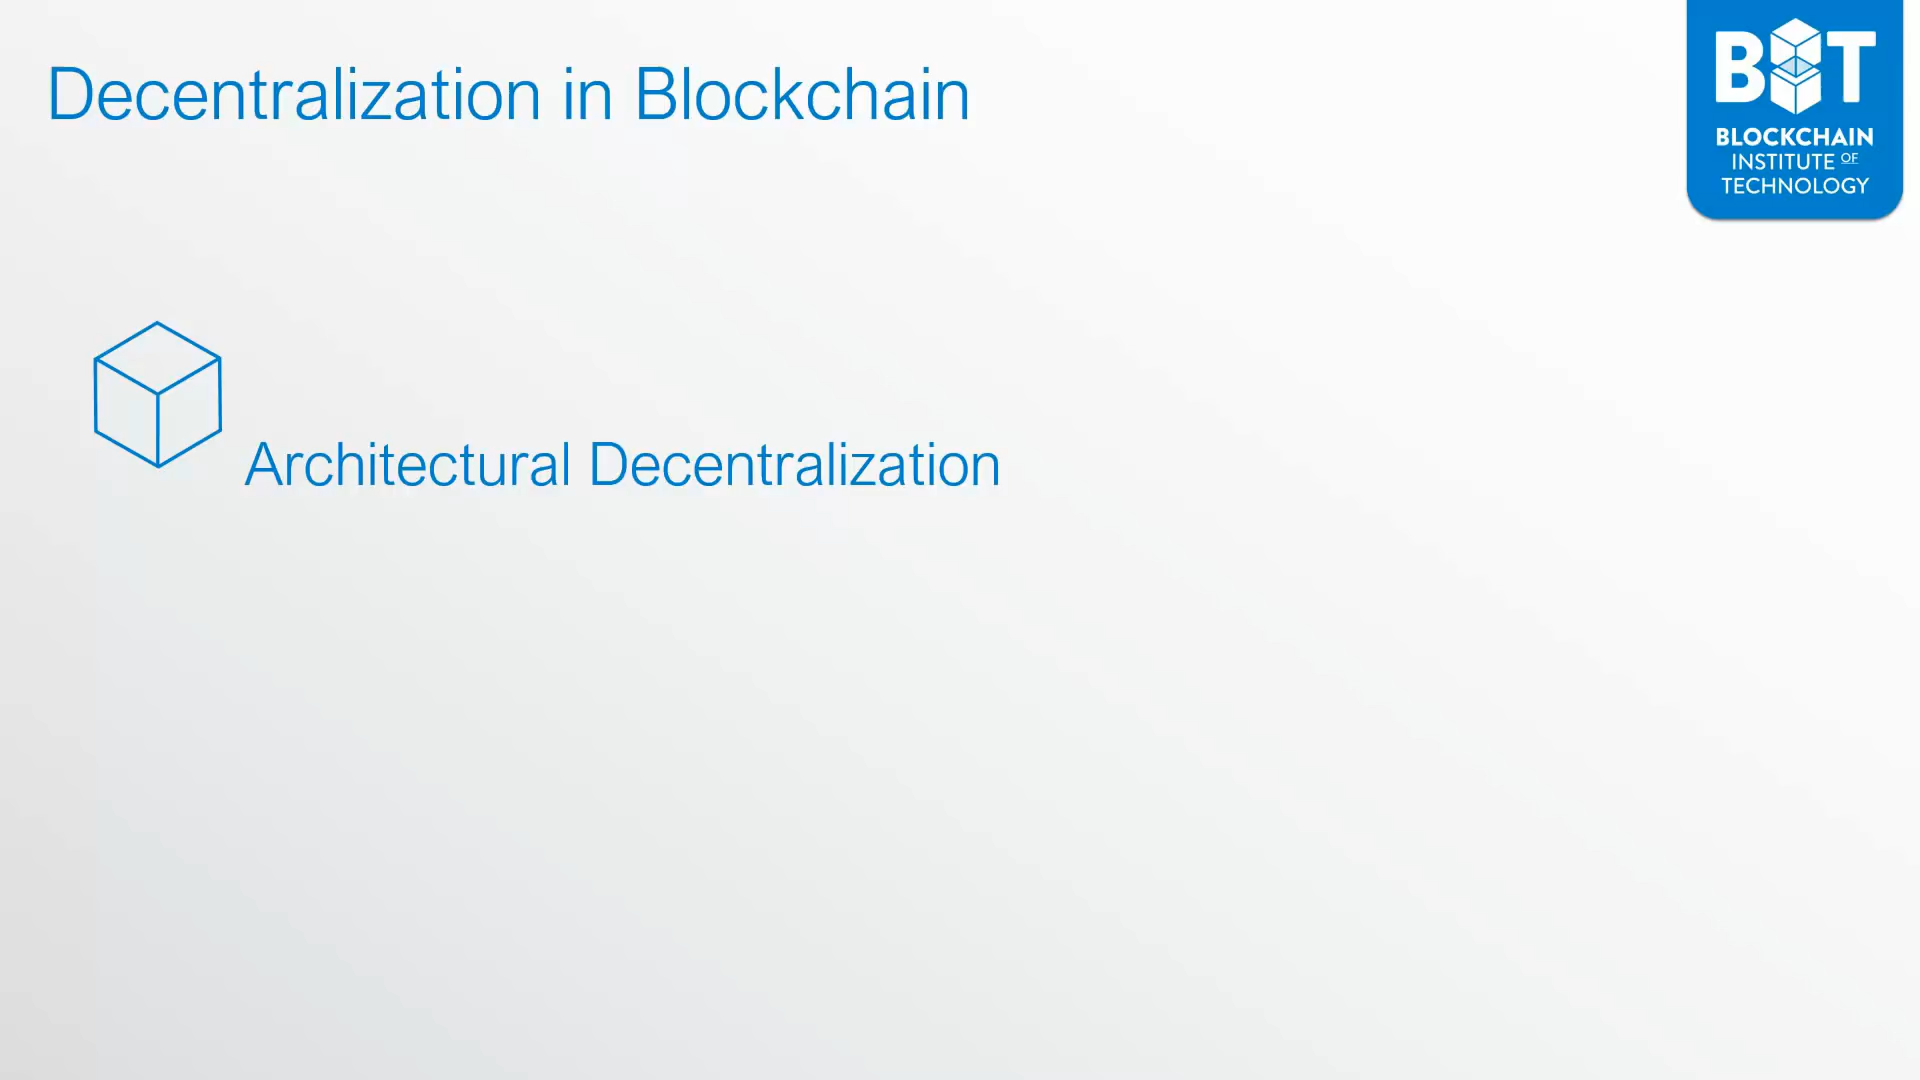 Decentralization in Blockchain
B T
BLOCKCHAIN
INSTITUTE OF
TECHNOLOGY
Architectural Decentralization